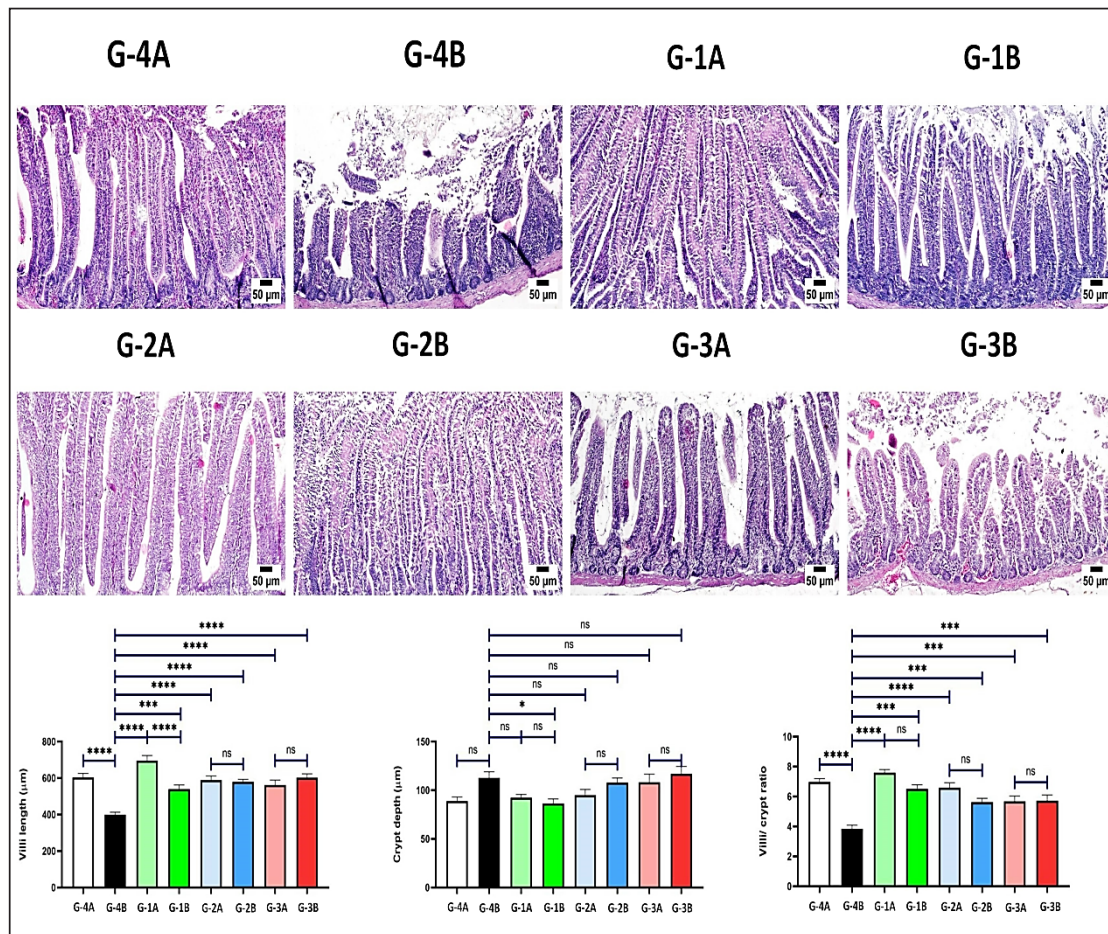 G-4A G-4B G-1A G-1B
50 µm 50 µm 50 µm 50 µm
G-2A G-2B G-3A G-3B
50 µm 50 µm 50 µm 50 µm
****
****
****
****
***
**** **** ****
ns ns
Villi length (µm)
800
600
400
200
0
G-4A G-4B G-1A G-1B G-2A G-2B G-3A G-3B
ns
ns
ns
ns
*
ns ns ns
ns ns
Crypt depth (µm)
150
100
50
0
G-4A G-4B G-1A G-1B G-2A G-2B G-3A G-3B
***
***
***
****
***
**** **** ns
ns ns
Villi/ crypt ratio
8
6
4
2
0
G-4A G-4B G-1A G-1B G-2A G-2B G-3A G-3B